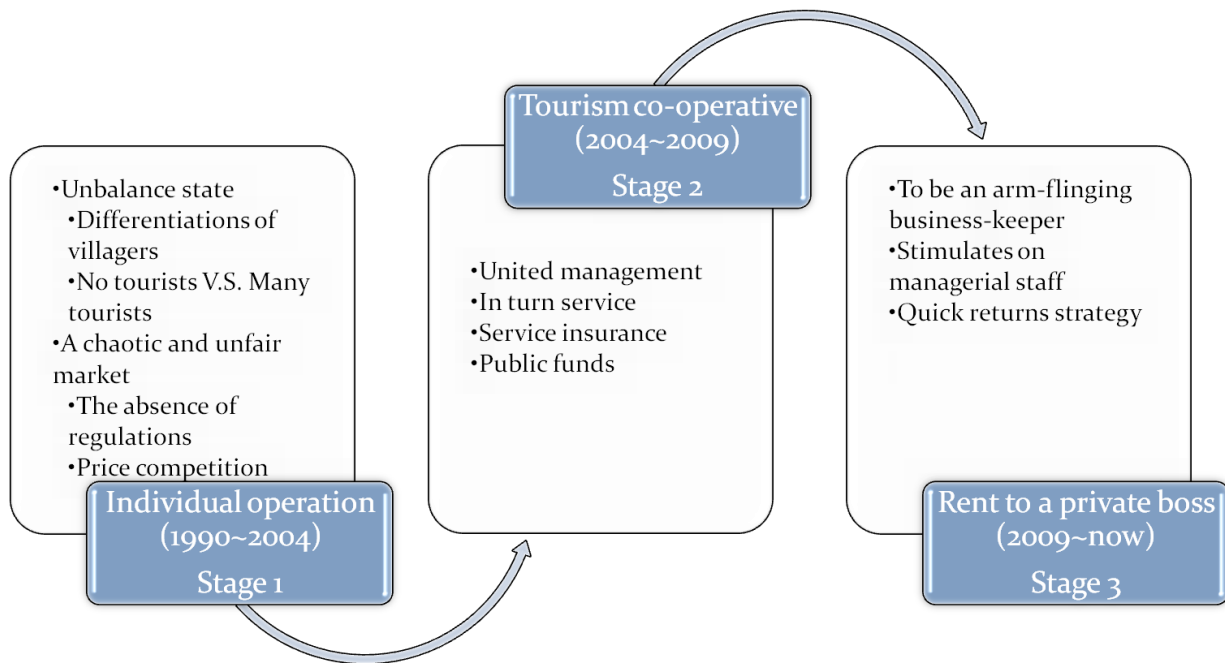 •Unbalance state
•Differentiations of
villagers
•No tourists V.S. Many
tourists
•A chaotic and unfair
market
•The absence of
regulations
•Price competition
Individual operation
(1990~2004)
Stage 1
Tourism co-operative
(2004~2009)
Stage 2
•United management
•In turn service
•Service insurance
•Public funds
•To be an arm-flinging
business-keeper
•Stimulates on
managerial staff
•Quick returns strategy
Rent to a private boss
(2009~now)
Stage 3